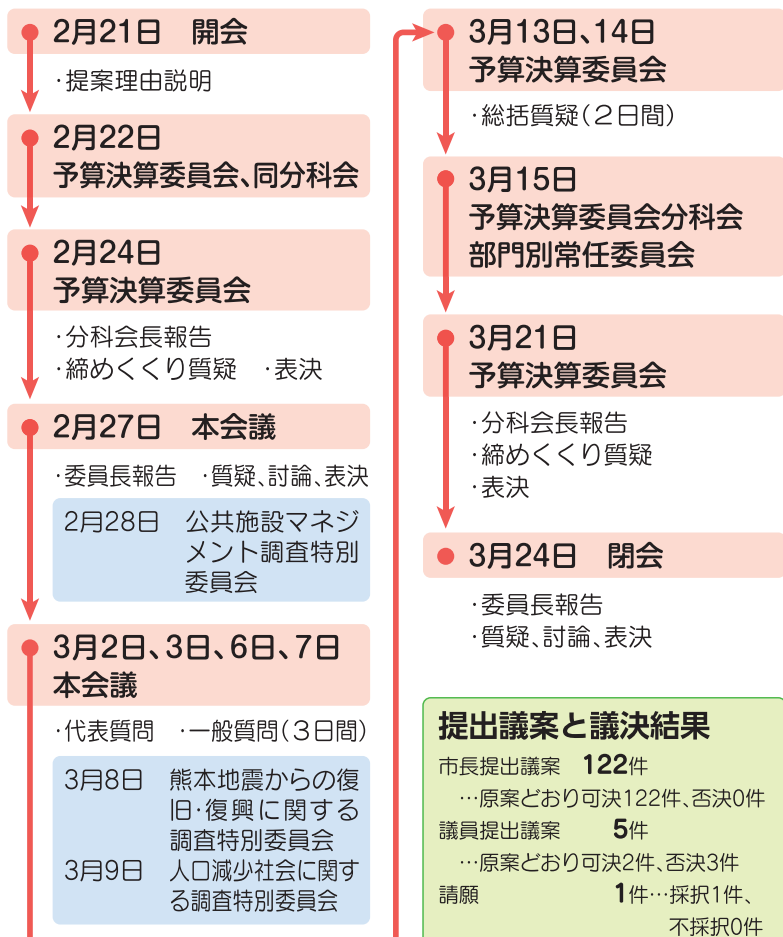 2月21日　開会
・提案理由説明
2月22日
予算決算委員会、同分科会
2月24日
予算決算委員会
・分科会長報告
・締めくくり質疑　・表決
2月27日　本会議
・委員長報告　・質疑、討論、表決
2月28日　公共施設マネジ
メント調査特別
委員会
3月2日、3日、6日、7日
本会議
・代表質問　・一般質問（3日間）
3月8日　熊本地震からの復
旧・復興に関する
調査特別委員会
3月9日　人口減少社会に関す
る調査特別委員会
3月13日、14日
予算決算委員会
・総括質疑（2日間）
3月15日
予算決算委員会分科会
部門別常任委員会
3月21日
予算決算委員会
・分科会長報告
・締めくくり質疑
・表決
3月24日　閉会
・委員長報告
・質疑、討論、表決
提出議案と議決結果
市長提出議案　122件
…原案どおり可決122件、否決0件
議員提出議案　5件
…原案どおり可決2件、否決3件
請願　1件…採択1件、
不採択0件